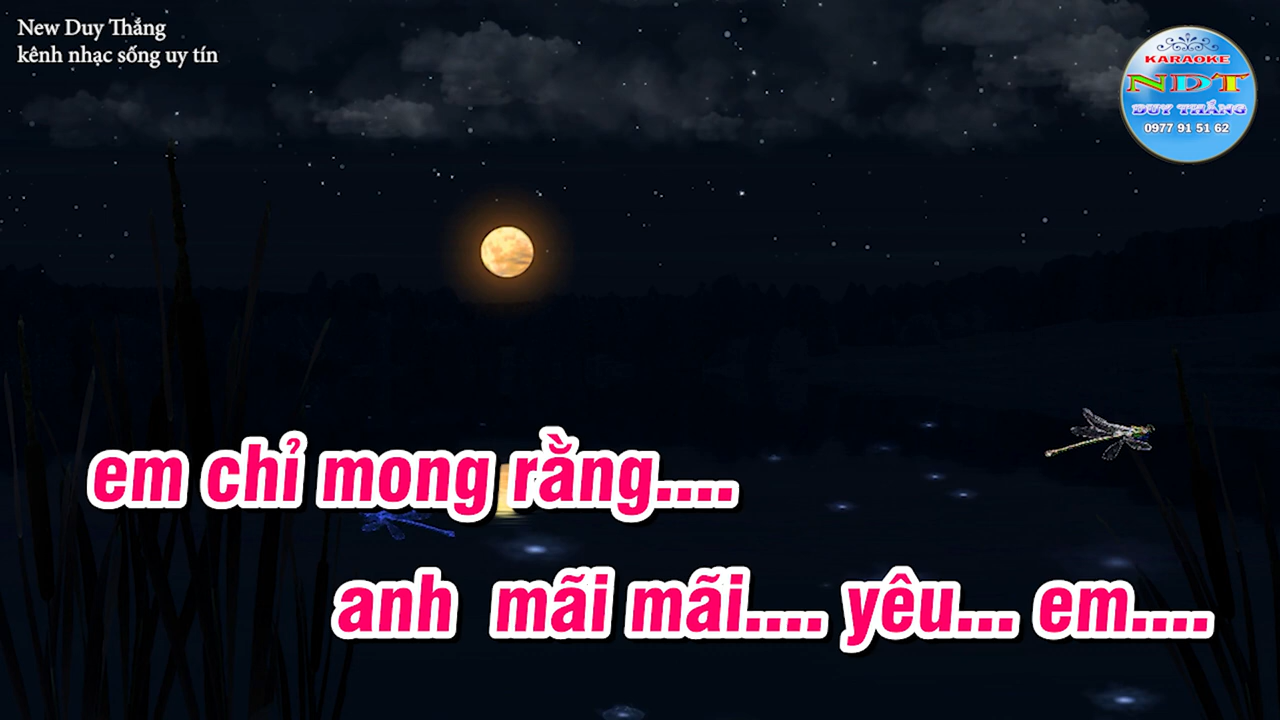 New Duy Thắng
kênh nhạc sống uy tín
KARAOKE
NDT
DUY THẮNG
0977 91 51 62
em chỉ mong rằng....
anh mãi mãi.... yêu... em....